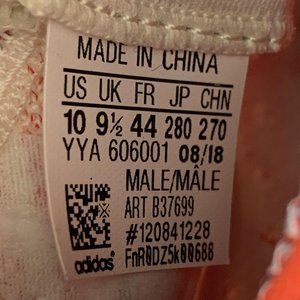 MADE IN CHINA
US UK FR JP CHN
10 9½ 44 280 270
YYA 606001 08/18
MALE/MÂLE
ART B37699
#120841228
adidas FnR0DZ5k00688